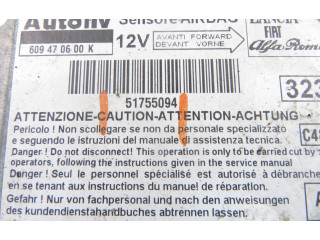 Autoliv Sensore AIRBAG LANCIA
609 47 06 00 K 12V AVANTI FORWARD FIAT
DEVANT VORNE Alfa Rom
323
51755094
ATTENZIONE-CAUTION-ATTENTION-ACHTUNG
Pericolo ! Non scollegare se non da personale specializzato
e seguendo le istruzioni del manuale di assistenza tecnica.
Danger ! Do not disconnect! This operation is only to be carried out by
operators, following the instructions given in the service manual
Danger ! Seul le personnel spécialisé est autorisé à débranche
en se tenant aux instructions du manuel de réparation.
Gefahr ! Nur von Fachpersonal und nach den anweisungen
des kundendienstahandbuches abtrennen lassen.